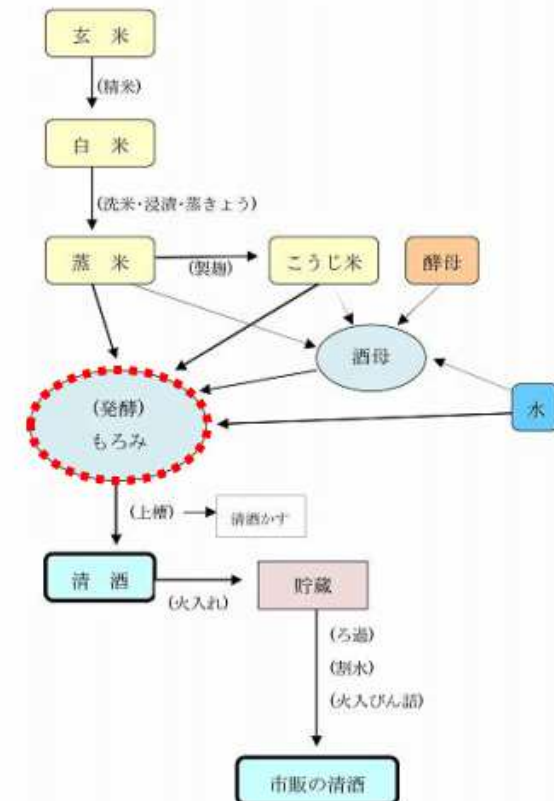 玄 米
(精米)
白 米
(洗米・浸漬・蒸きょう)
蒸 米
(製麹)
こうじ米
酵母
酒母
水
(発酵)
もろみ
(上槽)
清酒かす
清 酒
(火入れ)
貯蔵
(ろ過)
(割水)
(火入びん詰)
市販の清酒